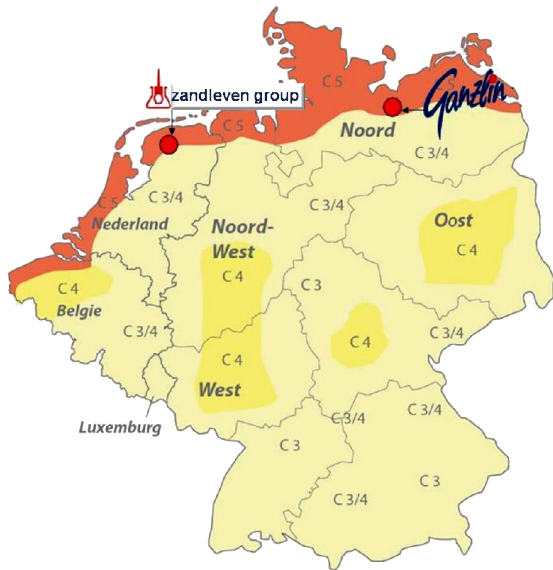 C 5
zandleven group
5
Ganzlin
C 5
Noord
C 3/4
C 3/4
C 5
Nederland
C 3/4
Noord-
West
Oost
C 4
C 4
C 3
C 4
Belgie
C 3/4
C 3/4
C 4
C 4
West
Luxemburg
C 3/4
C 3/4
C 3
C 3
C 3/4